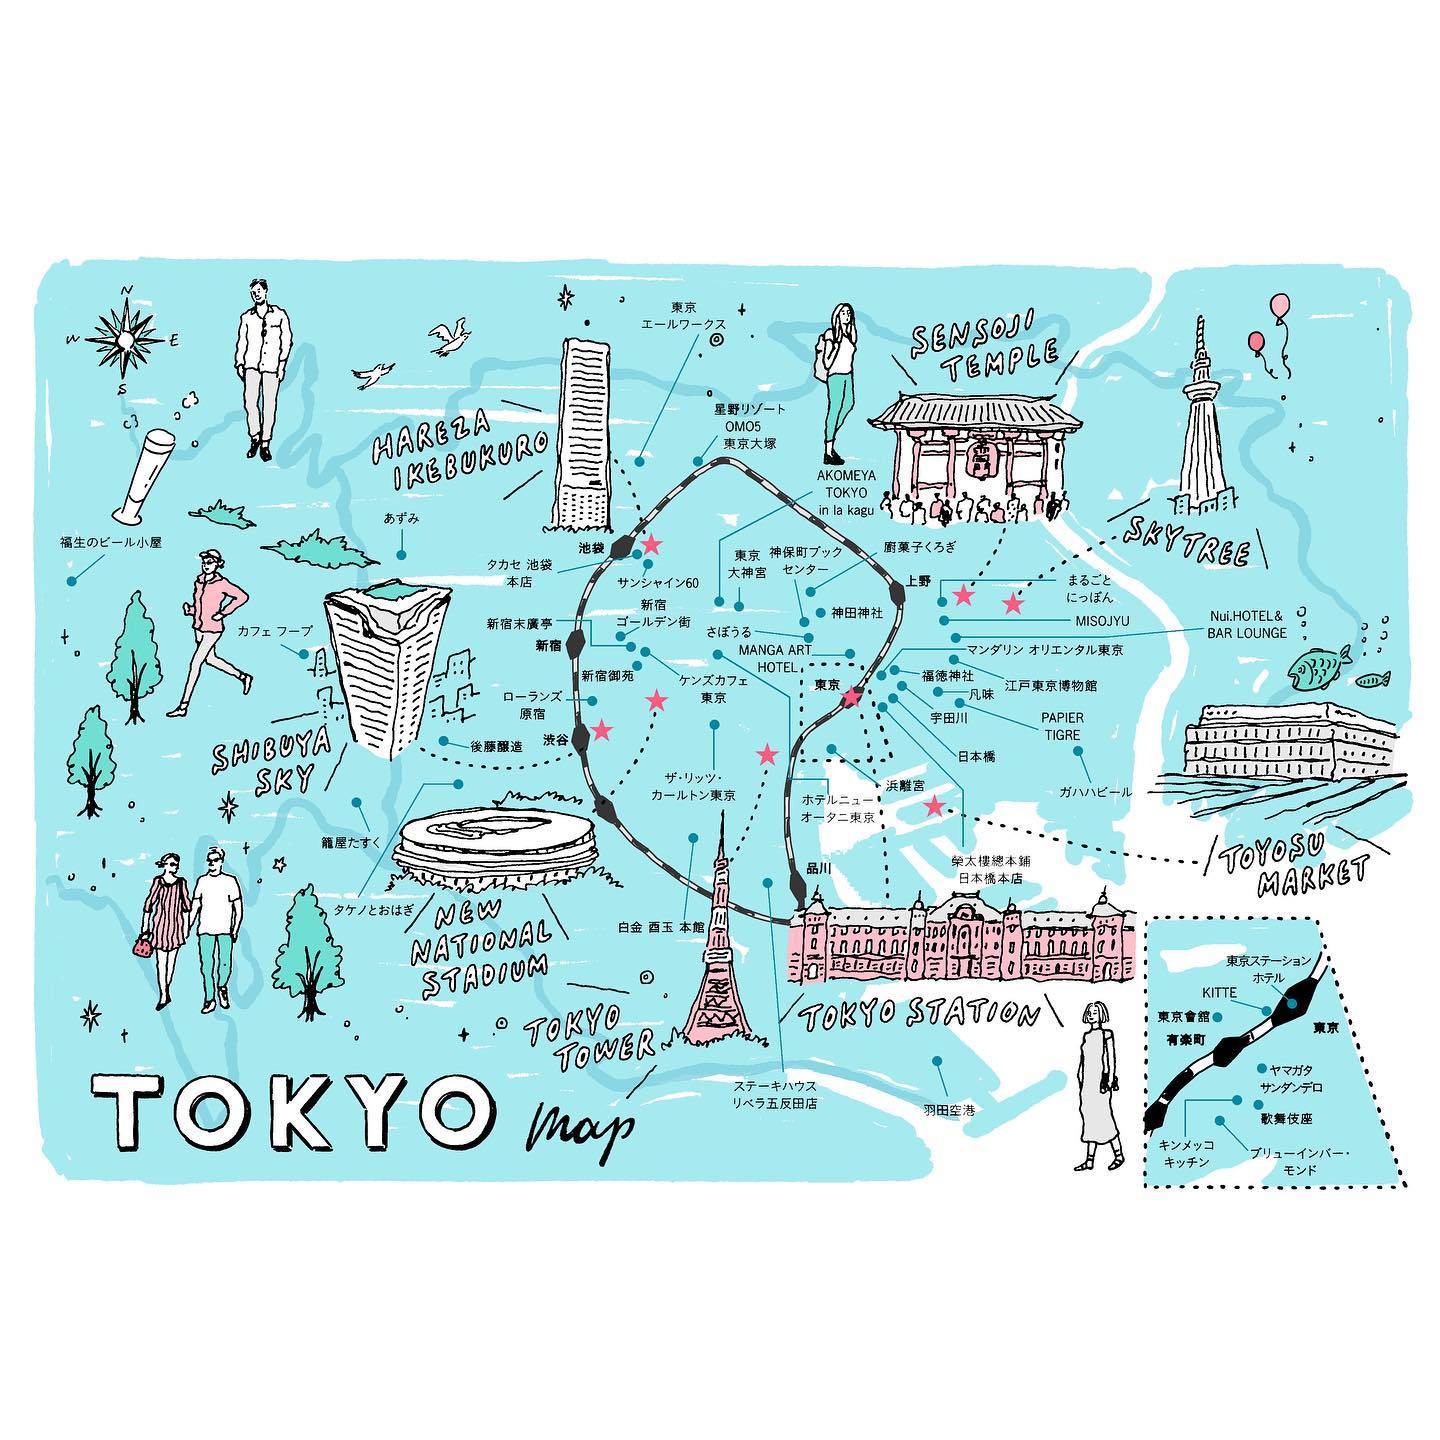 N
W
E
S
東京
エールワークス
SENSOJI
TEMPLE
HAREZA
IKEBUKURO
星野リゾート
OMO5
東京大塚
AKOMEYA
TOKYO
in la kagu
SKYTREE
あずみ
福生のビール小屋
池袋
タカセ 池袋
本店
サンシャイン60
東京
大神宮
神保町ブック
センター
廚菓子くろぎ
上野
まるごと
にっぽん
新宿
ゴールデン街
神田神社
MISOJYU
Nui.HOTEL&
BAR LOUNGE
カフェ フープ
新宿末廣亭
新宿
さぼうる
MANGA ART
HOTEL
マンダリン オリエンタル東京
新宿御苑
ケンズカフェ
東京
東京
福徳神社
江戸東京博物館
凡味
宇田川
PAPIER
TIGRE
ローランズ
原宿
渋谷
後藤醸造
日本橋
SHIBUYA
SKY
ザ・リッツ・
カールトン東京
ホテルニュー
オータニ東京
浜離宮
ガハハビール
籠屋たすく
品川
榮太樓總本鋪
日本橋本店
TOYOSU
MARKET
タケノとおはぎ
NEW
NATIONAL
STADIUM
白金 酉玉 本館
TOKYO
TOWER
TOKYO STATION
東京ステーション
ホテル
KITTE
東京會舘
有楽町
東京
ヤマガタ
サンダンデロ
歌舞伎座
キンメッコ
キッチン
ブリューインバー・
モンド
ステーキハウス
リベラ五反田店
羽田空港
TOKYO map